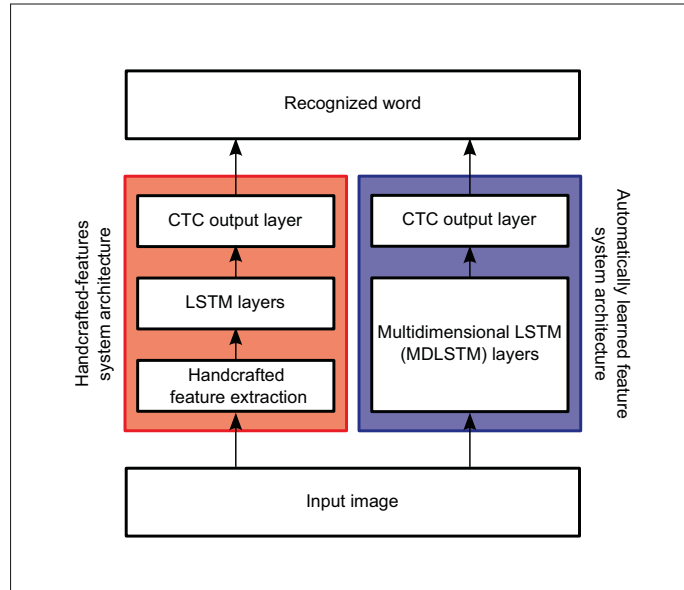 Recognized word
Handcrafted-features
system architecture
CTC output layer
LSTM layers
Handcrafted
feature extraction
CTC output layer
Multidimensional LSTM
(MDLSTM) layers
Automatically learned feature
system architecture
Input image